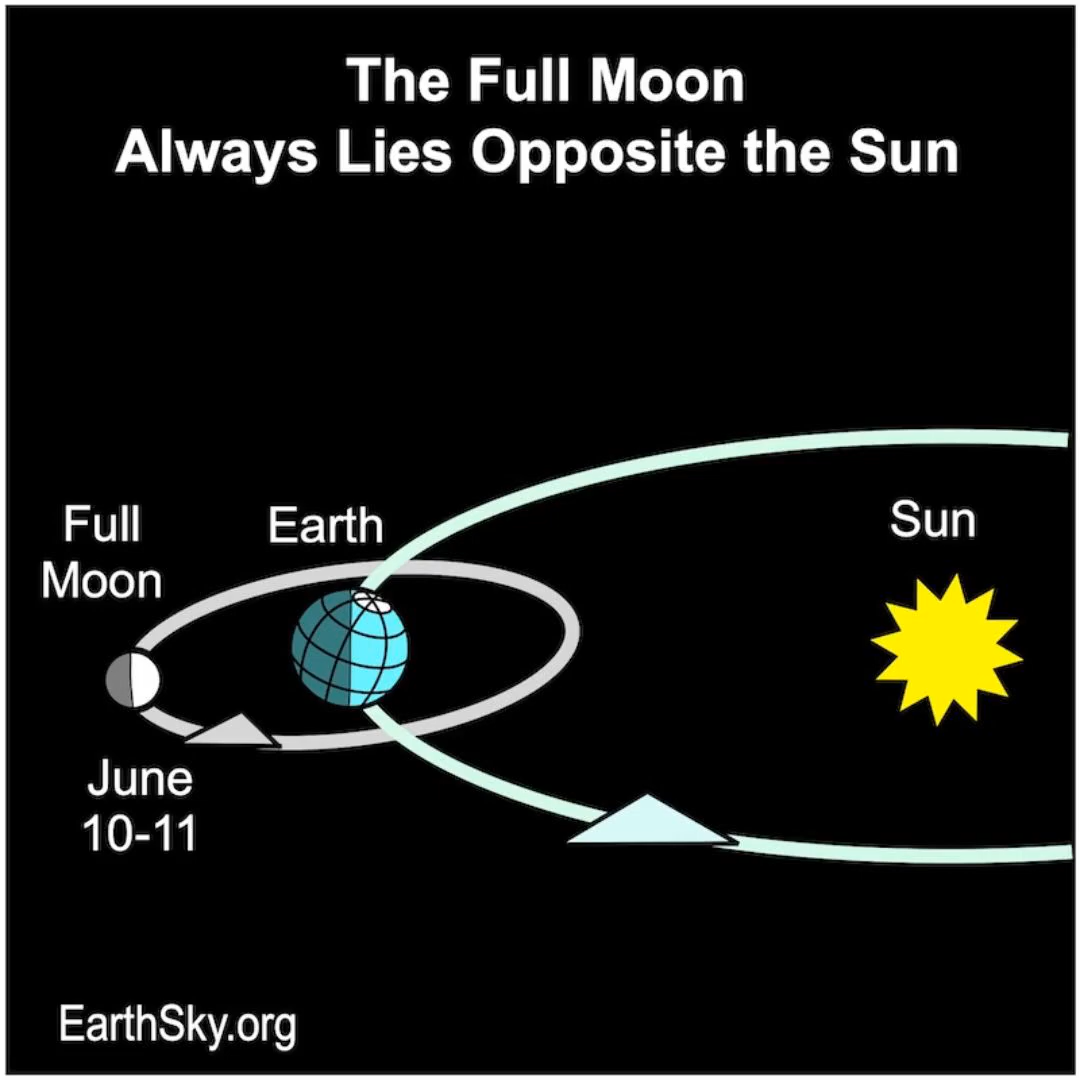 The Full Moon
Always Lies Opposite the Sun
Full
Moon
Earth
Sun
June
10-11
EarthSky.org